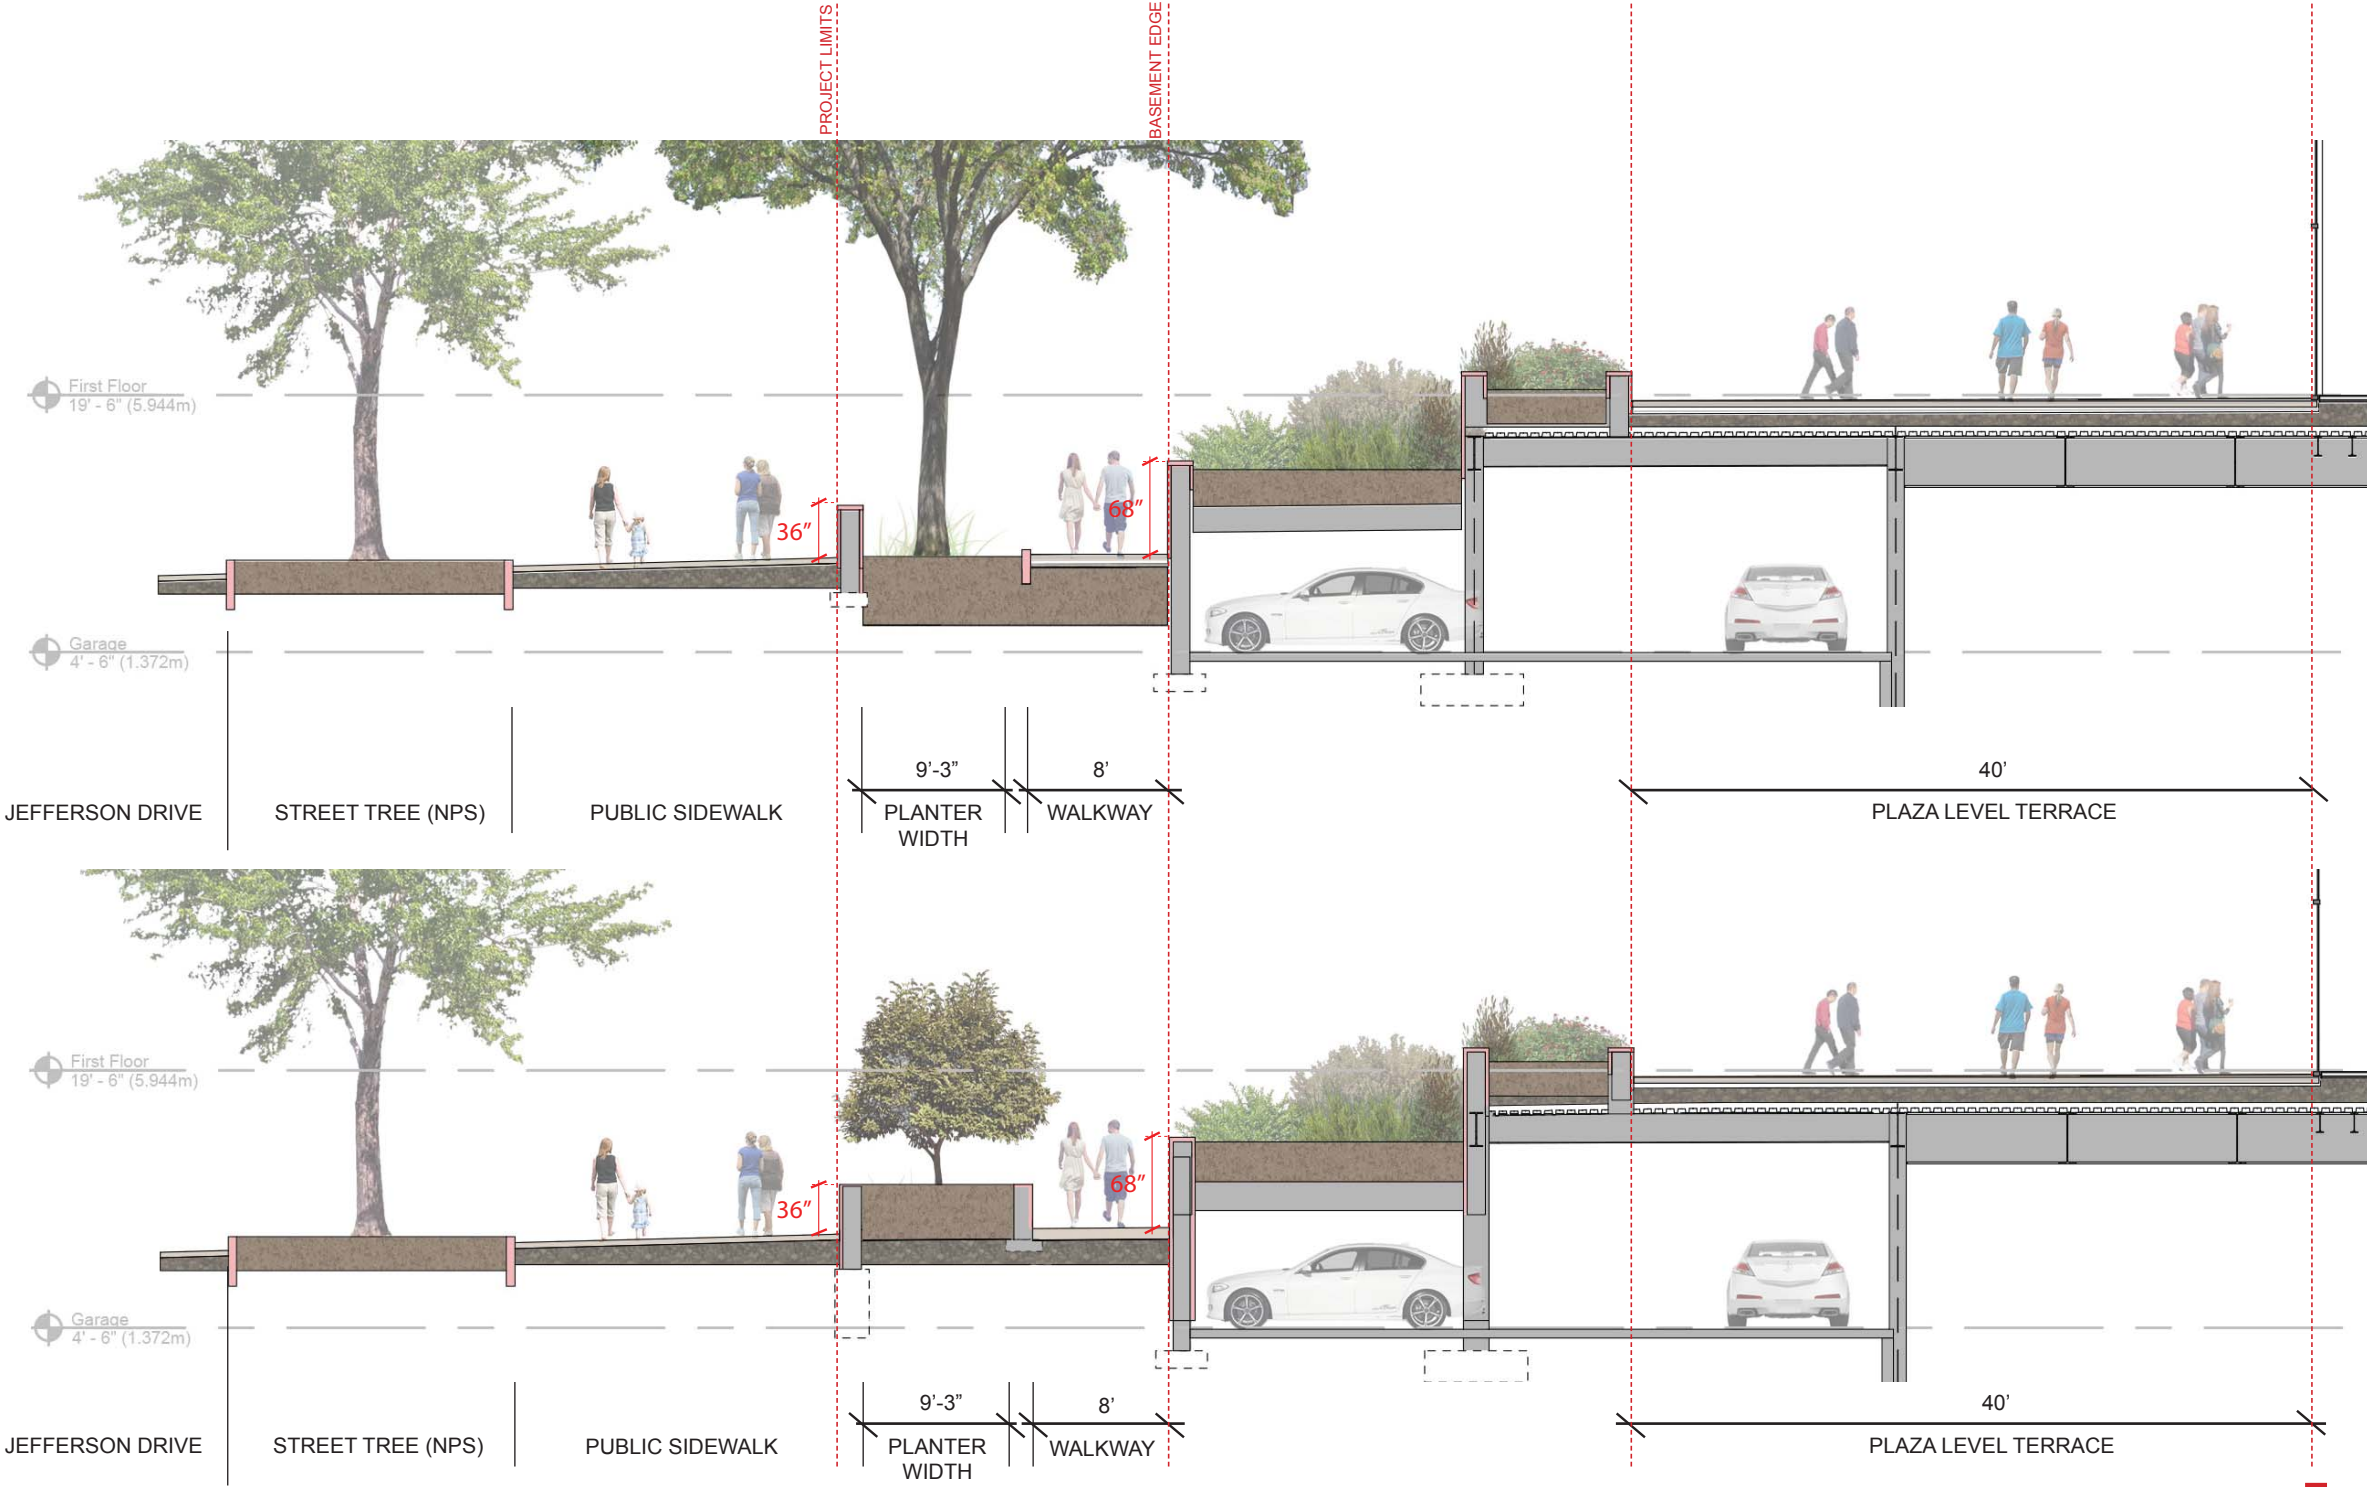 PROJECT LIMITS
BASEMENT EDGE
First Floor
19' - 6" (5.944m)
36″
68″
Garage
4' - 6" (1.372m)
9’-3”
8’
40’
JEFFERSON DRIVE
STREET TREE (NPS)
PUBLIC SIDEWALK
PLANTER
WIDTH
WALKWAY
PLAZA LEVEL TERRACE
First Floor
19' - 6" (5.944m)
36″
68″
Garage
4' - 6" (1.372m)
9’-3”
8’
40’
JEFFERSON DRIVE
STREET TREE (NPS)
PUBLIC SIDEWALK
PLANTER
WIDTH
WALKWAY
PLAZA LEVEL TERRACE